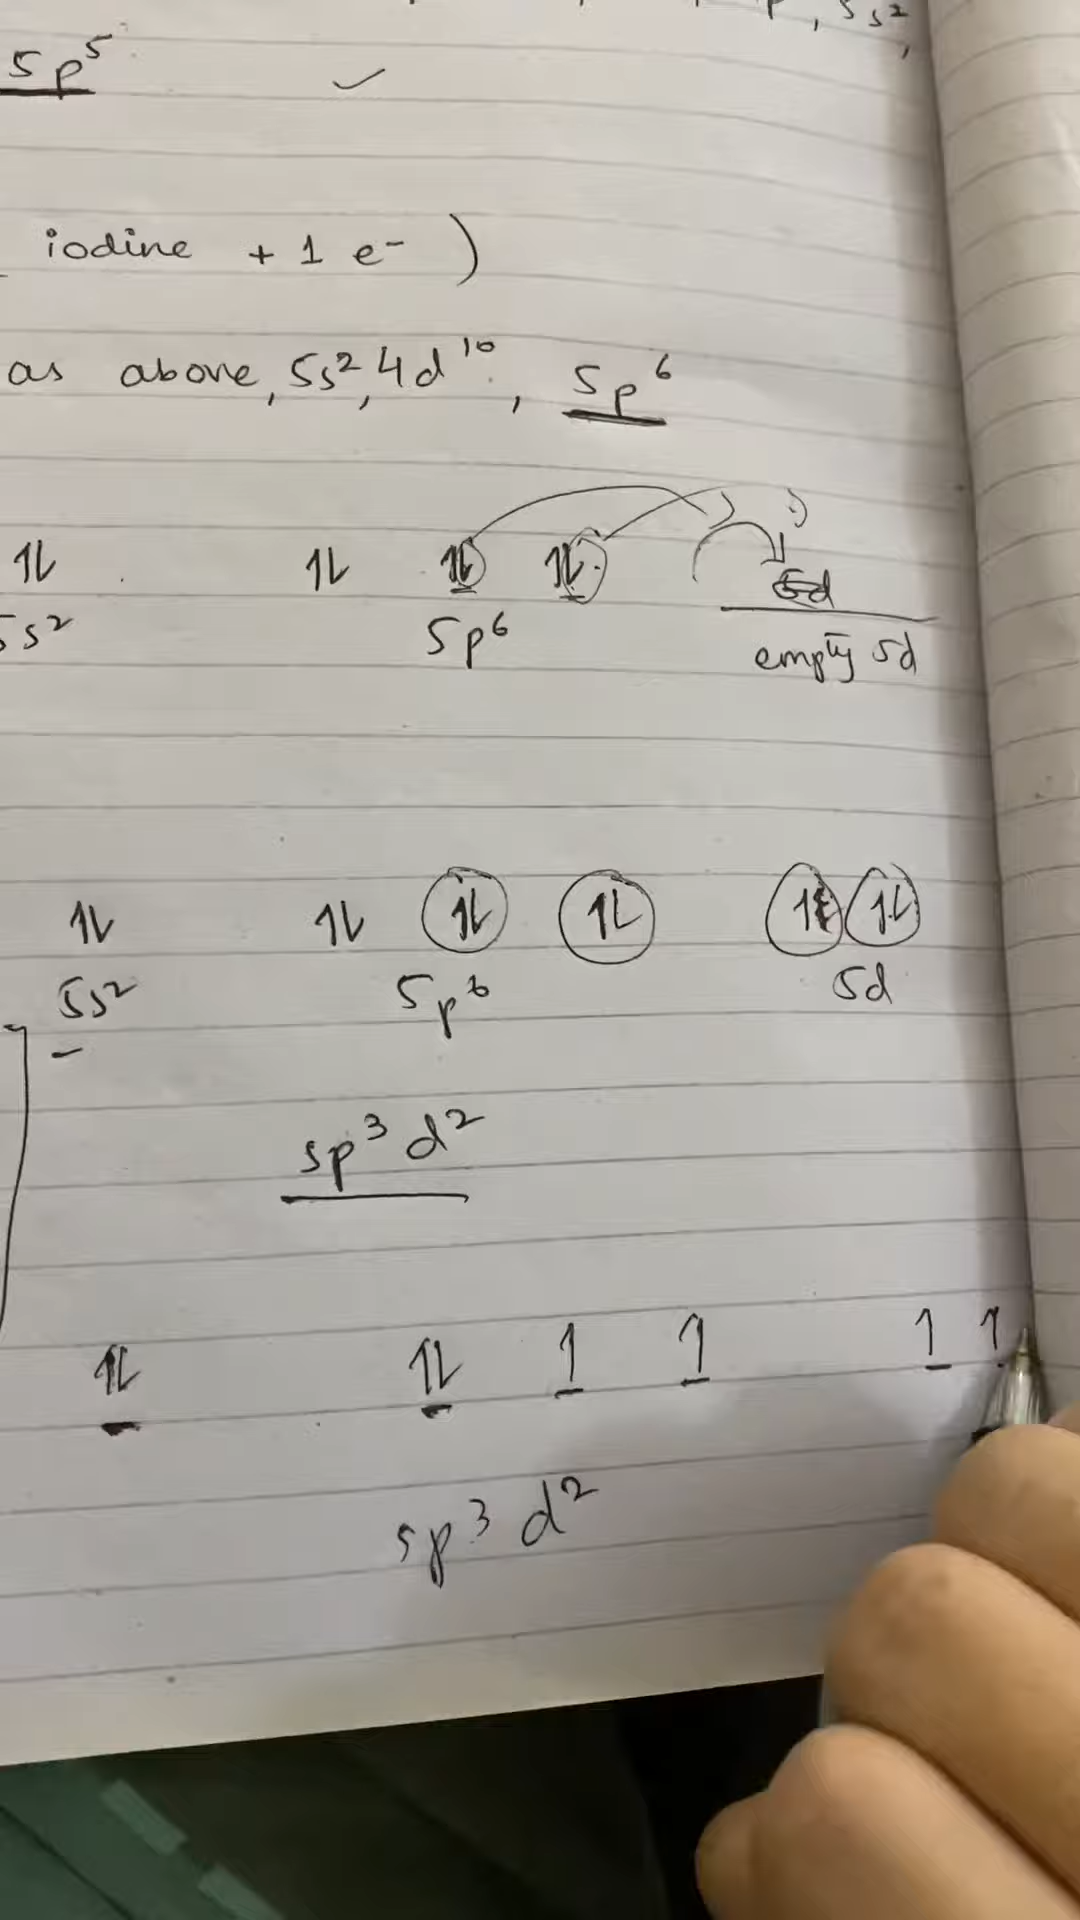 5s²,
5p⁵
iodine + 1 e⁻ )
as above, 5s², 4d¹⁰, 5p⁶
1L 1L 1L 1L 5d
5s² 5p⁶ empty 5d
1L 1L 1L 1L 1L 1L
5s² 5p⁶ 5d
sp³d²
1L 1L 1 1 1 1
sp³d²